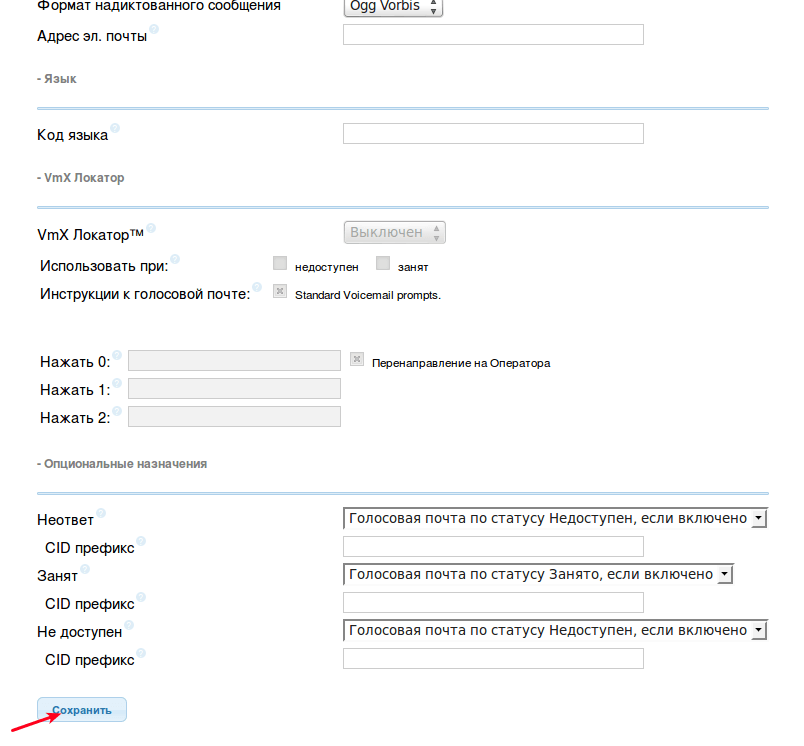 Формат надиктованного сообщения Ogg Vorbis
Адрес эл. почты ?
- Язык
Код языка ?
- VmX Локатор
VmX Локатор™ ? Выключен
Использовать при: ? недоступен занят
Инструкции к голосовой почте: ? Standard Voicemail prompts.
Нажать 0: ? Перенаправление на Оператора
Нажать 1: ?
Нажать 2: ?
- Опциональные назначения
Неответ ? Голосовая почта по статусу Недоступен, если включено
CID префикс ?
Занят ? Голосовая почта по статусу Занято, если включено
CID префикс ?
Не доступен ? Голосовая почта по статусу Недоступен, если включено
CID префикс ?
Сохранить